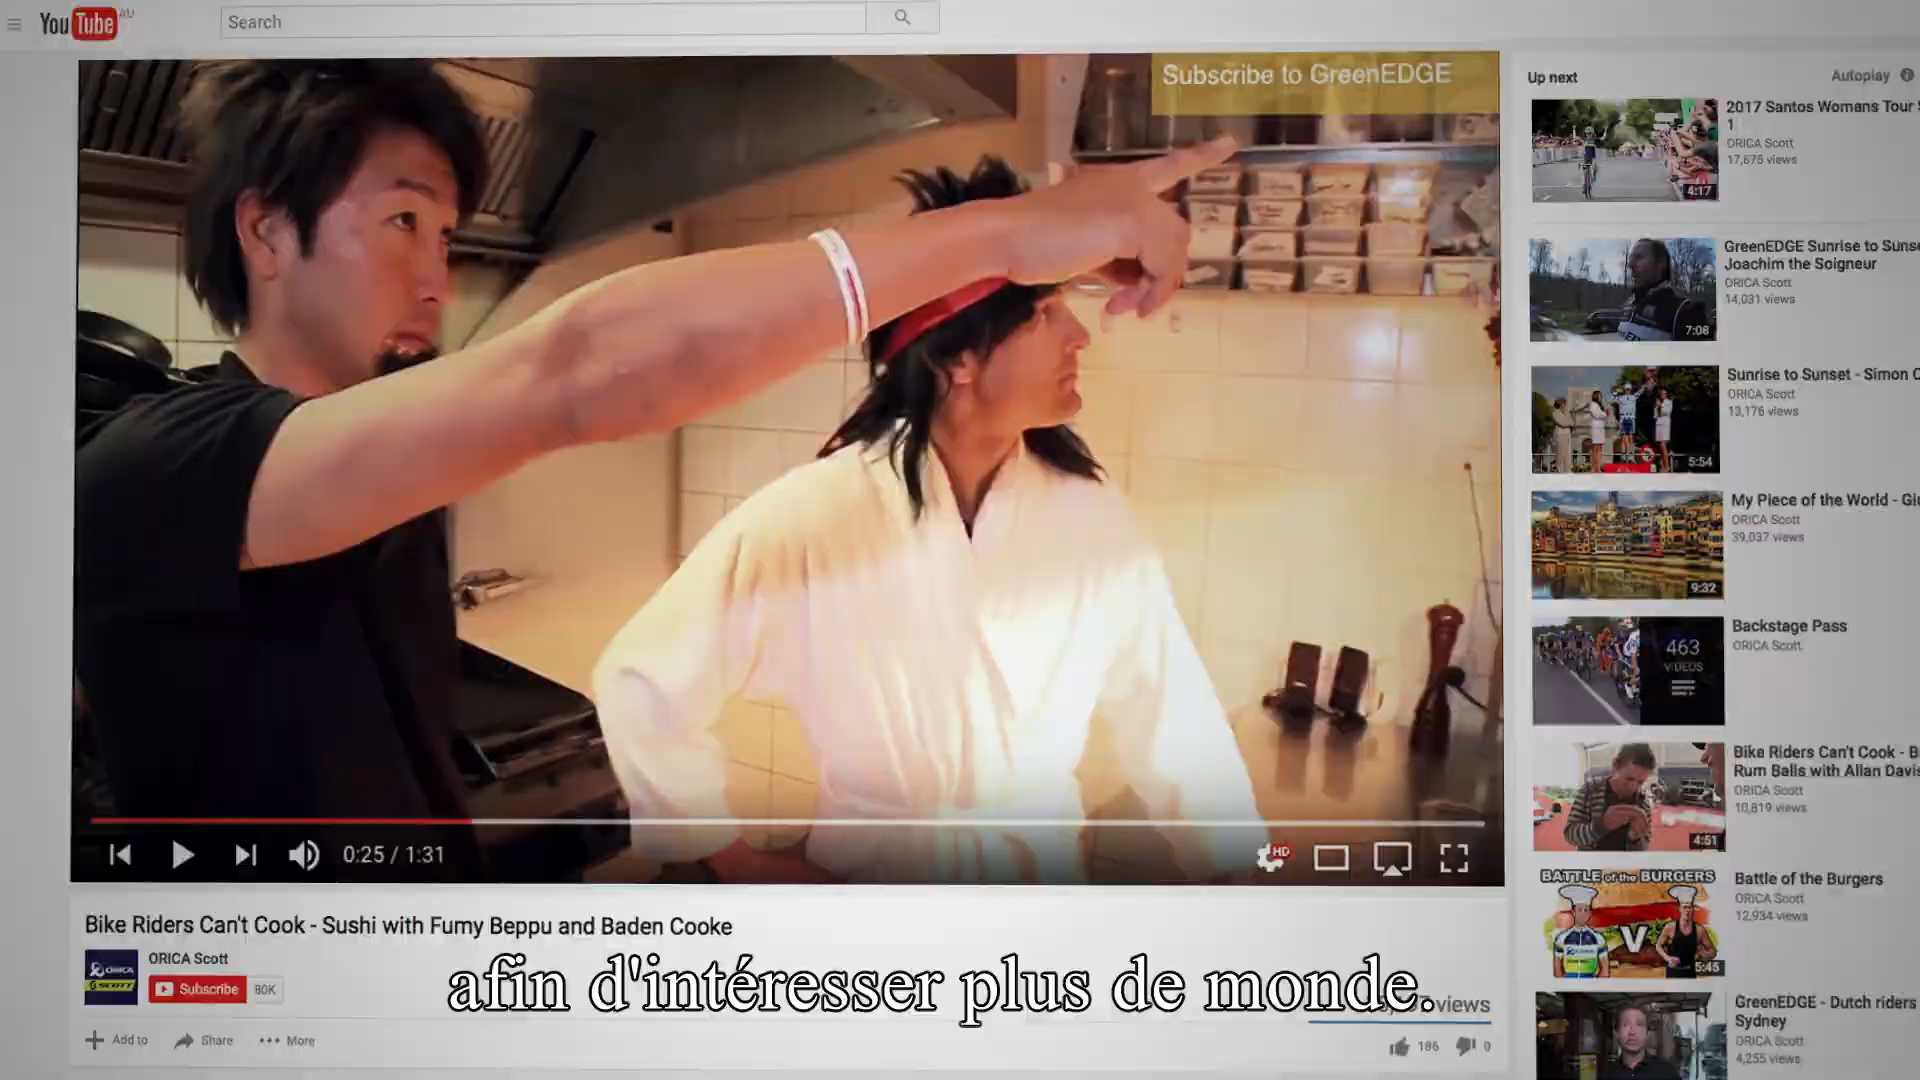 YouTube AU
Search
Subscribe to GreenEDGE
0:25 / 1:31
HD
Bike Riders Can't Cook - Sushi with Fumy Beppu and Baden Cooke
ORICA Scott
Subscribe 80K
afin d'intéresser plus de monde.
views
Add to
Share
More
186
0
Up next
Autoplay
2017 Santos Womans Tour
1
ORICA Scott
17,675 views
4:17
GreenEDGE Sunrise to
Joachim the Soigneur
ORICA Scott
14,031 views
7:08
Sunrise to Sunset - Simon
ORICA Scott
13,176 views
5:54
My Piece of the World -
ORICA Scott
39,037 views
9:32
Backstage Pass
ORICA Scott
463
VIDEOS
Bike Riders Can't Cook -
Rum Balls with Allan
ORICA Scott
10,819 views
4:51
BATTLE of the BURGERS
V
Battle of the Burgers
ORICA Scott
12,934 views
5:45
GreenEDGE - Dutch riders
Sydney
ORICA Scott
4,255 views